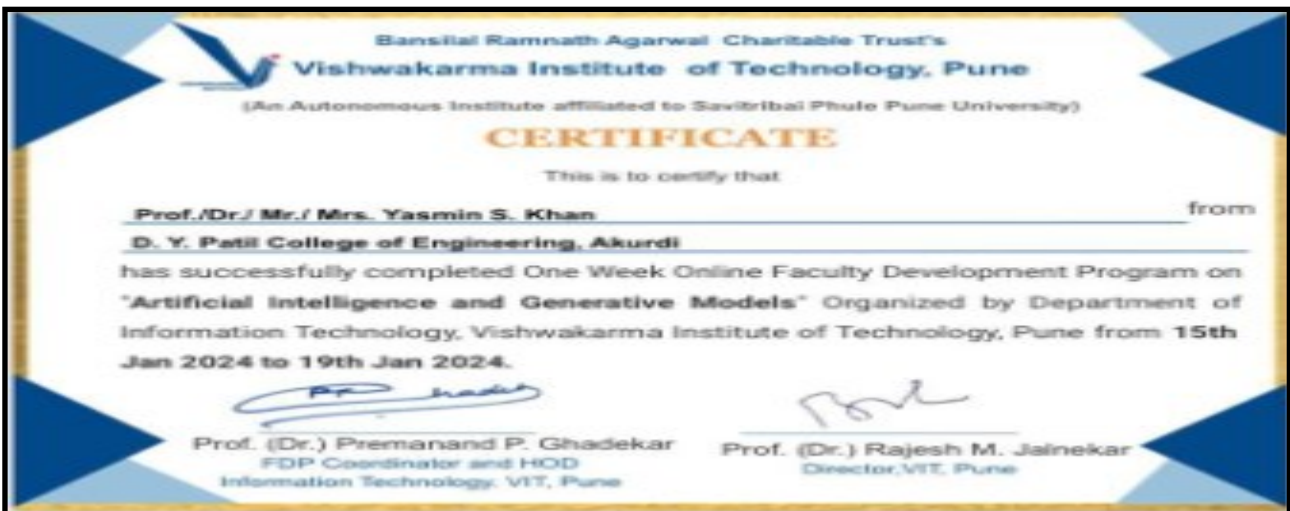 Bansilal Ramnath Agarwal Charitable Trust's
Vishwakarma Institute of Technology, Pune
(An Autonomous Institute affiliated to Savitribai Phule Pune University)
CERTIFICATE
This is to certify that
Prof./Dr./ Mr./ Mrs. Yasmin S. Khan from
D. Y. Patil College of Engineering, Akurdi
has successfully completed One Week Online Faculty Development Program on
"Artificial Intelligence and Generative Models" Organized by Department of
Information Technology, Vishwakarma Institute of Technology, Pune from 15th
Jan 2024 to 19th Jan 2024.
Prof. (Dr.) Premanand P. Ghadekar
FDP Coordinator and HOD
Information Technology. VIT, Pune
Prof. (Dr.) Rajesh M. Jalnekar
Director,VIT, Pune